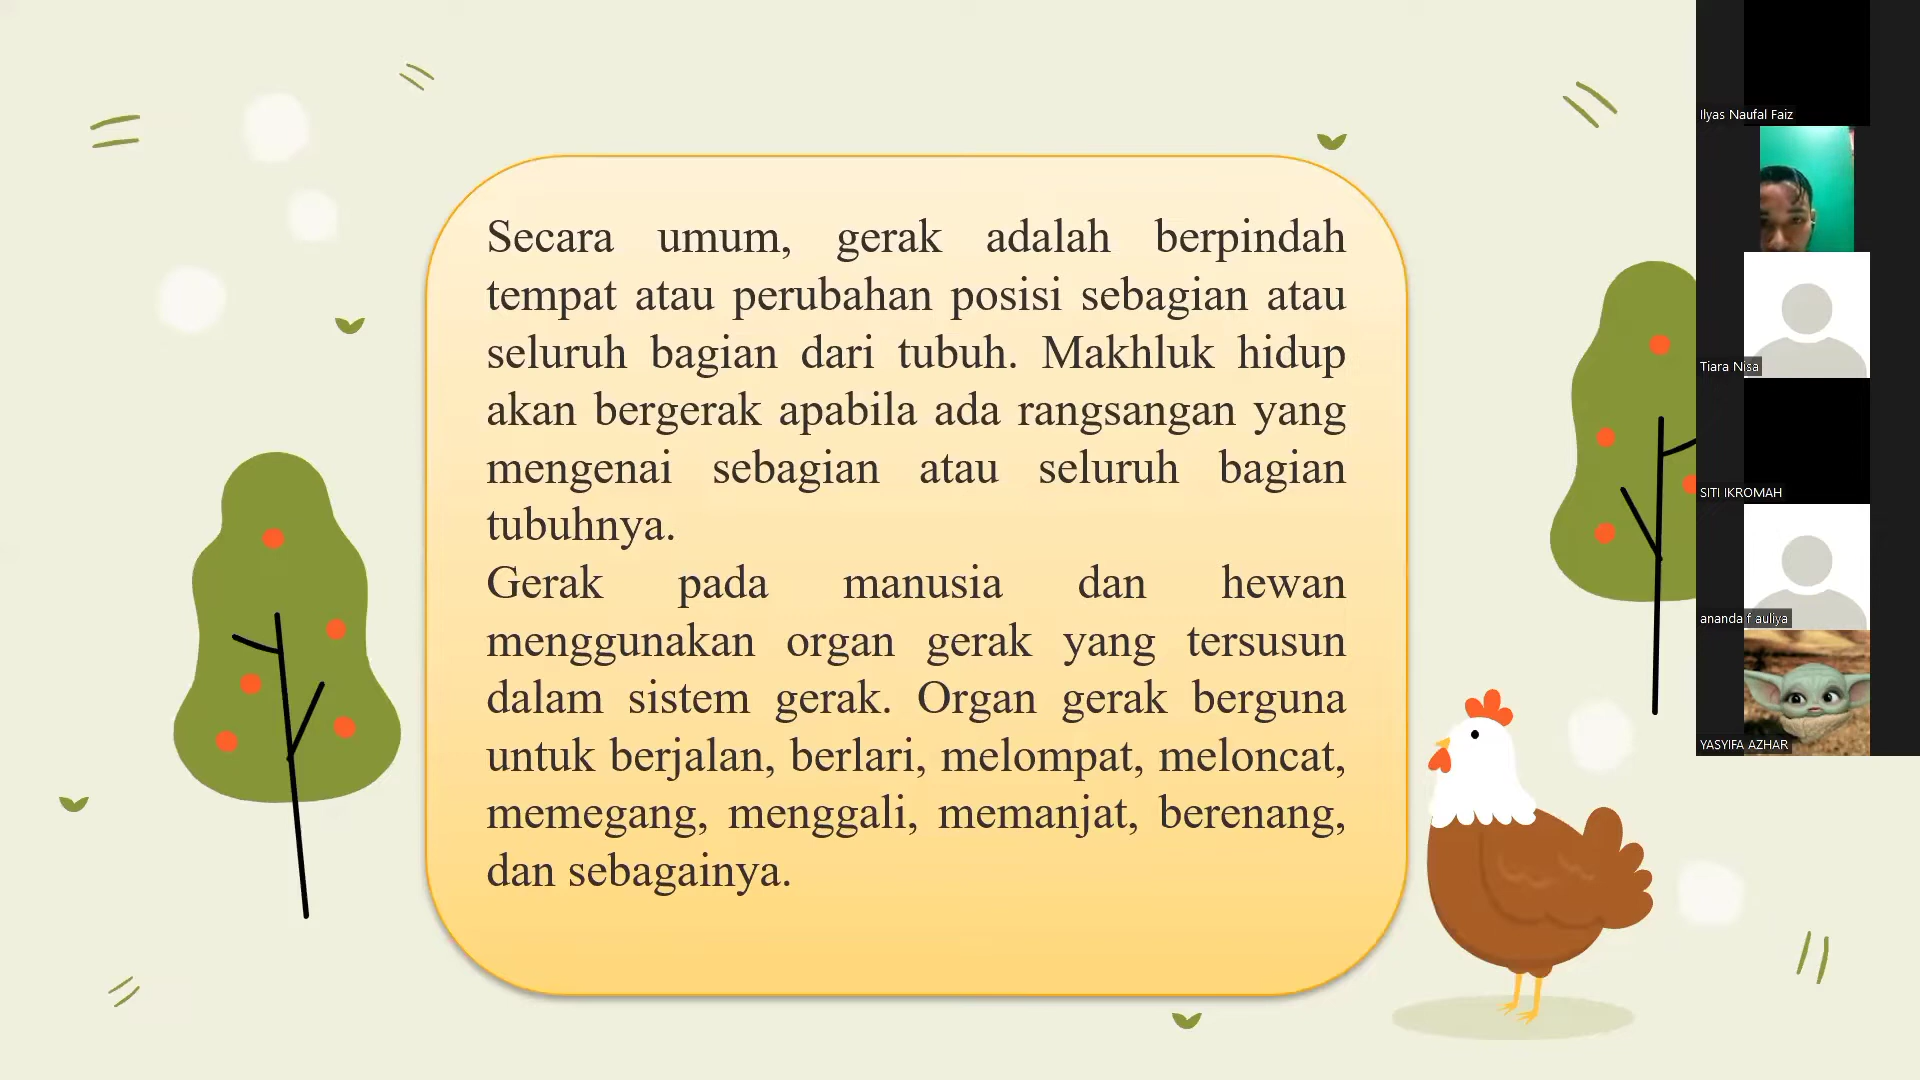 Secara umum, gerak adalah berpindah
tempat atau perubahan posisi sebagian atau
seluruh bagian dari tubuh. Makhluk hidup
akan bergerak apabila ada rangsangan yang
mengenai sebagian atau seluruh bagian
tubuhnya.
Gerak pada manusia dan hewan
menggunakan organ gerak yang tersusun
dalam sistem gerak. Organ gerak berguna
untuk berjalan, berlari, melompat, meloncat,
memegang, menggali, memanjat, berenang,
dan sebagainya.
Ilyas Naufal Faiz
Tiara Nisa
SITI IKROMAH
ananda f auliya
YASYIFA AZHAR